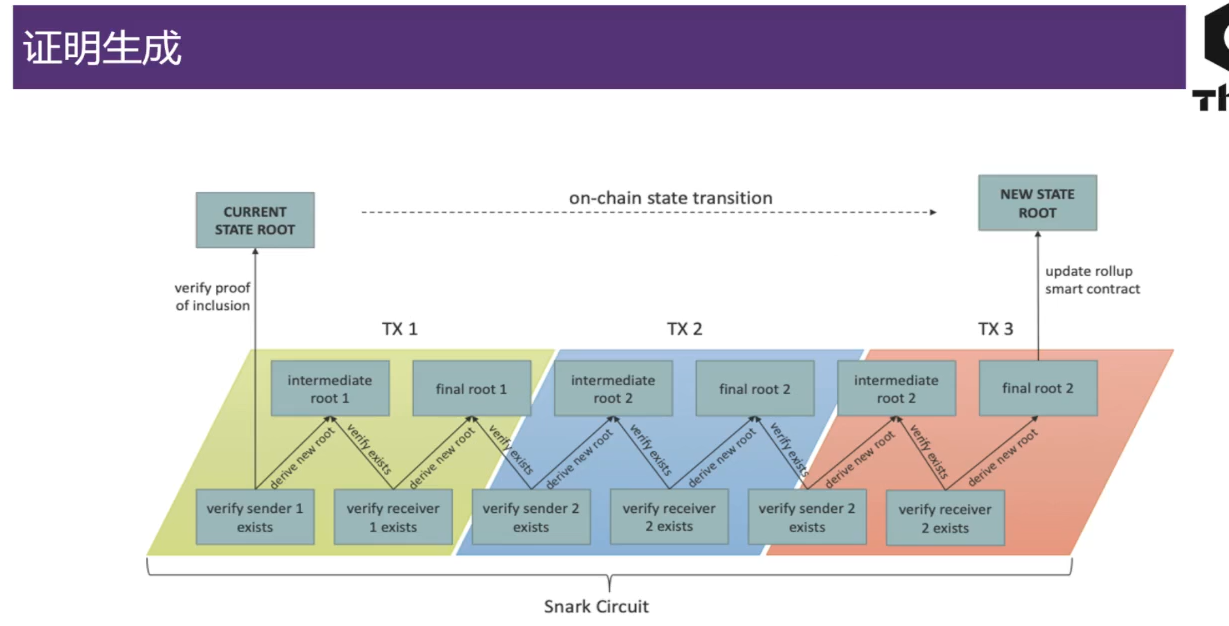 证明生成
Th
CURRENT
STATE ROOT
on-chain state transition
NEW STATE
ROOT
verify proof
of inclusion
update rollup
smart contract
TX 1
TX 2
TX 3
intermediate
root 1
final root 1
intermediate
root 2
final root 2
intermediate
root 2
final root 2
derive new root
verify exists
derive new root
verify exists
derive new root
verify exists
derive new root
verify exists
derive new root
verify exists
derive new root
verify sender 1
exists
verify receiver
1 exists
verify sender 2
exists
verify receiver
2 exists
verify sender 2
exists
verify receiver
2 exists
Snark Circuit